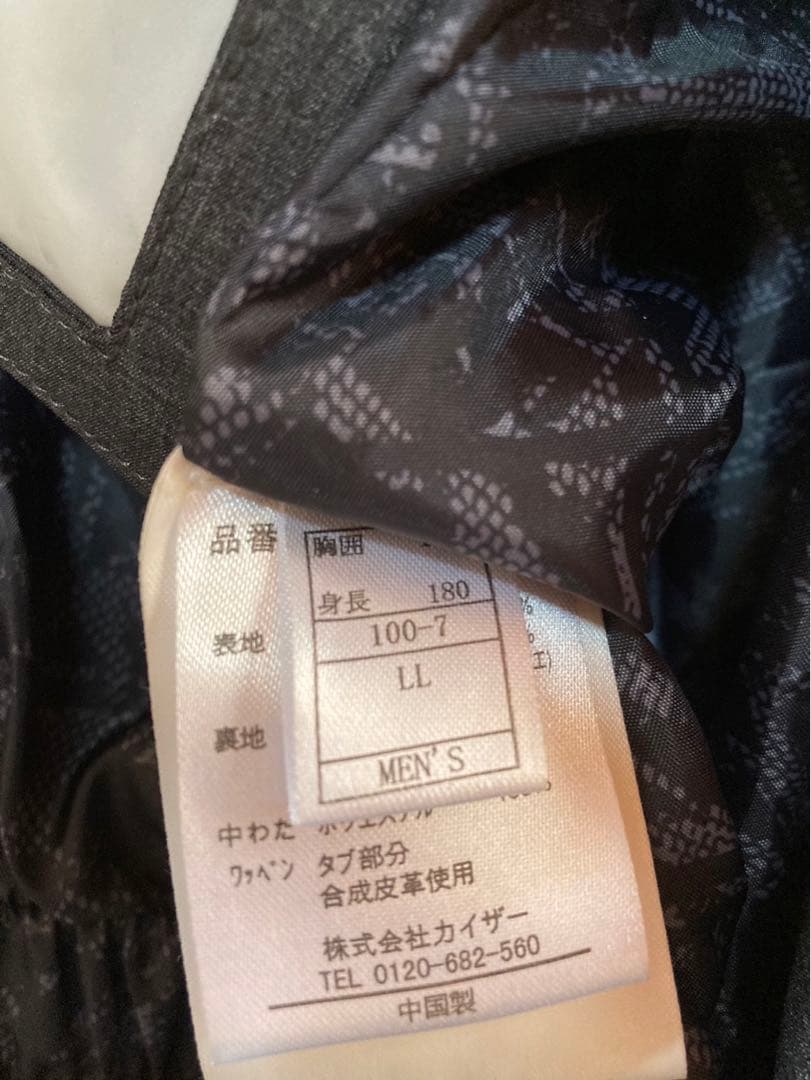 品番
胸囲
身長 180
100-7
LL
MEN'S
表地
裏地
中わた ポリエステル
ﾜｯﾍﾟﾝ タブ部分
合成皮革使用
株式会社カイザー
TEL 0120-682-560
中国製